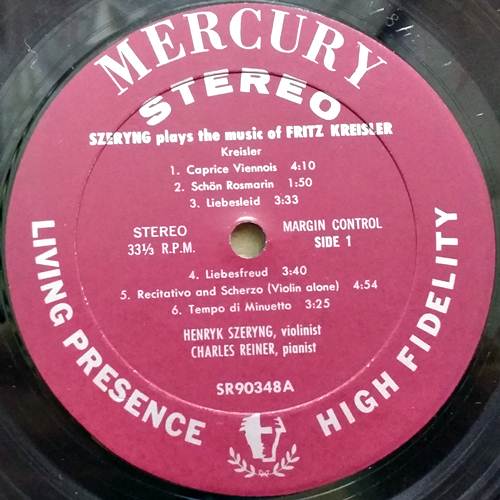 MERCURY
STEREO
SZERYNG plays the music of FRITZ KREISLER
Kreisler
1. Caprice Viennois 4:10
2. Schön Rosmarin 1:50
3. Liebesleid 3:33
STEREO
33⅓ R.P.M.
MARGIN CONTROL
SIDE 1
4. Liebesfreud 3:40
5. Recitativo and Scherzo (Violin alone) 4:54
6. Tempo di Minuetto 3:25
HENRYK SZERYNG, violinist
CHARLES REINER, pianist
SR90348A
LIVING PRESENCE
HIGH FIDELITY